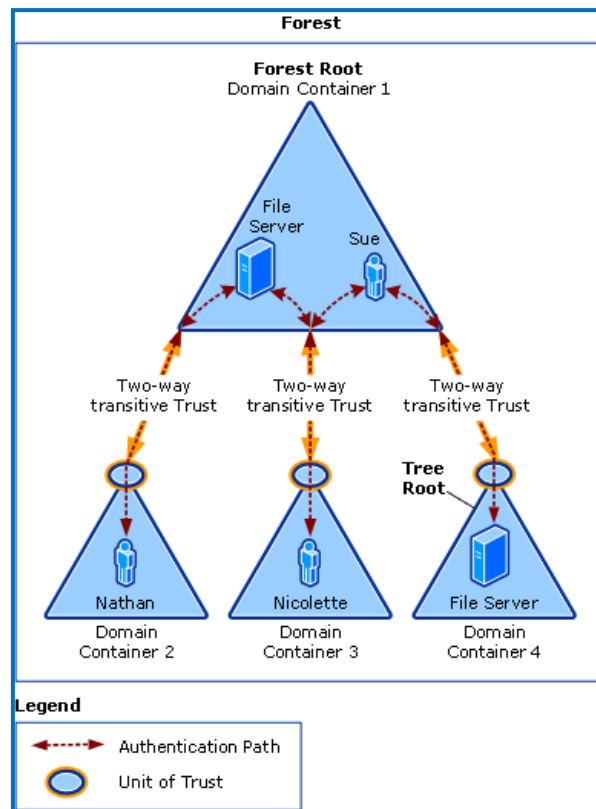 Forest
Forest Root
Domain Container 1
File
Server
Sue
Two-way
transitive Trust
Two-way
transitive Trust
Two-way
transitive Trust
Tree
Root
Nathan
Nicolette
File Server
Domain
Container 2
Domain
Container 3
Domain
Container 4
Legend
Authentication Path
Unit of Trust